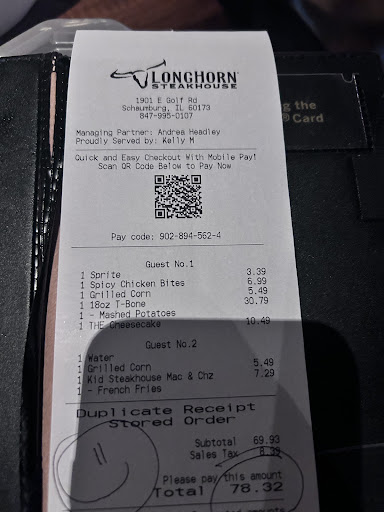 LONGHORN®
STEAKHOUSE
1901 E Golf Rd
Schaumburg, IL 60173
847-995-0107
Managing Partner: Andrea Headley
Proudly Served by: Kelly M
Quick and Easy Checkout With Mobile Pay!
Scan QR Code Below to Pay Now
Pay code: 902-894-562-4
Guest No.1
1 Sprite 3.39
1 Spicy Chicken Bites 6.99
1 Grilled Corn 5.49
1 18oz T-Bone 30.79
1 - Mashed Potatoes
1 THE Cheesecake 10.49
Guest No.2
1 Water
1 Grilled Corn 5.49
1 Kid Steakhouse Mac & Chz 7.29
1 - French Fries
Duplicate Receipt
Stored Order
Subtotal 69.93
Sales Tax 8.39
Please pay this amount
Total 78.32
ng the
® Card